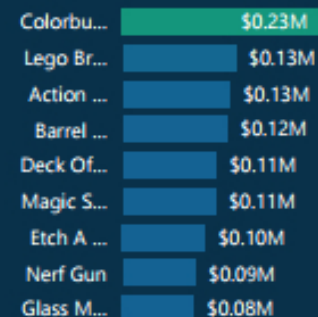 Colorbu... $0.23M
Lego Br... $0.13M
Action ... $0.13M
Barrel ... $0.12M
Deck Of... $0.11M
Magic S... $0.11M
Etch A ... $0.10M
Nerf Gun $0.09M
Glass M... $0.08M